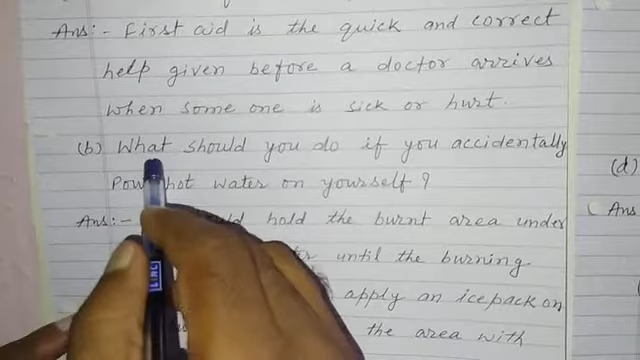 Ans:- First aid is the quick and correct
help given before a doctor arrives
when some one is sick or hurt.
(b) What should you do if you accidentally
hot water on yourself?
Ans:- hold the burnt area under
until the burning
apply an icepack on
the area with
(d)
(Ans
LINC